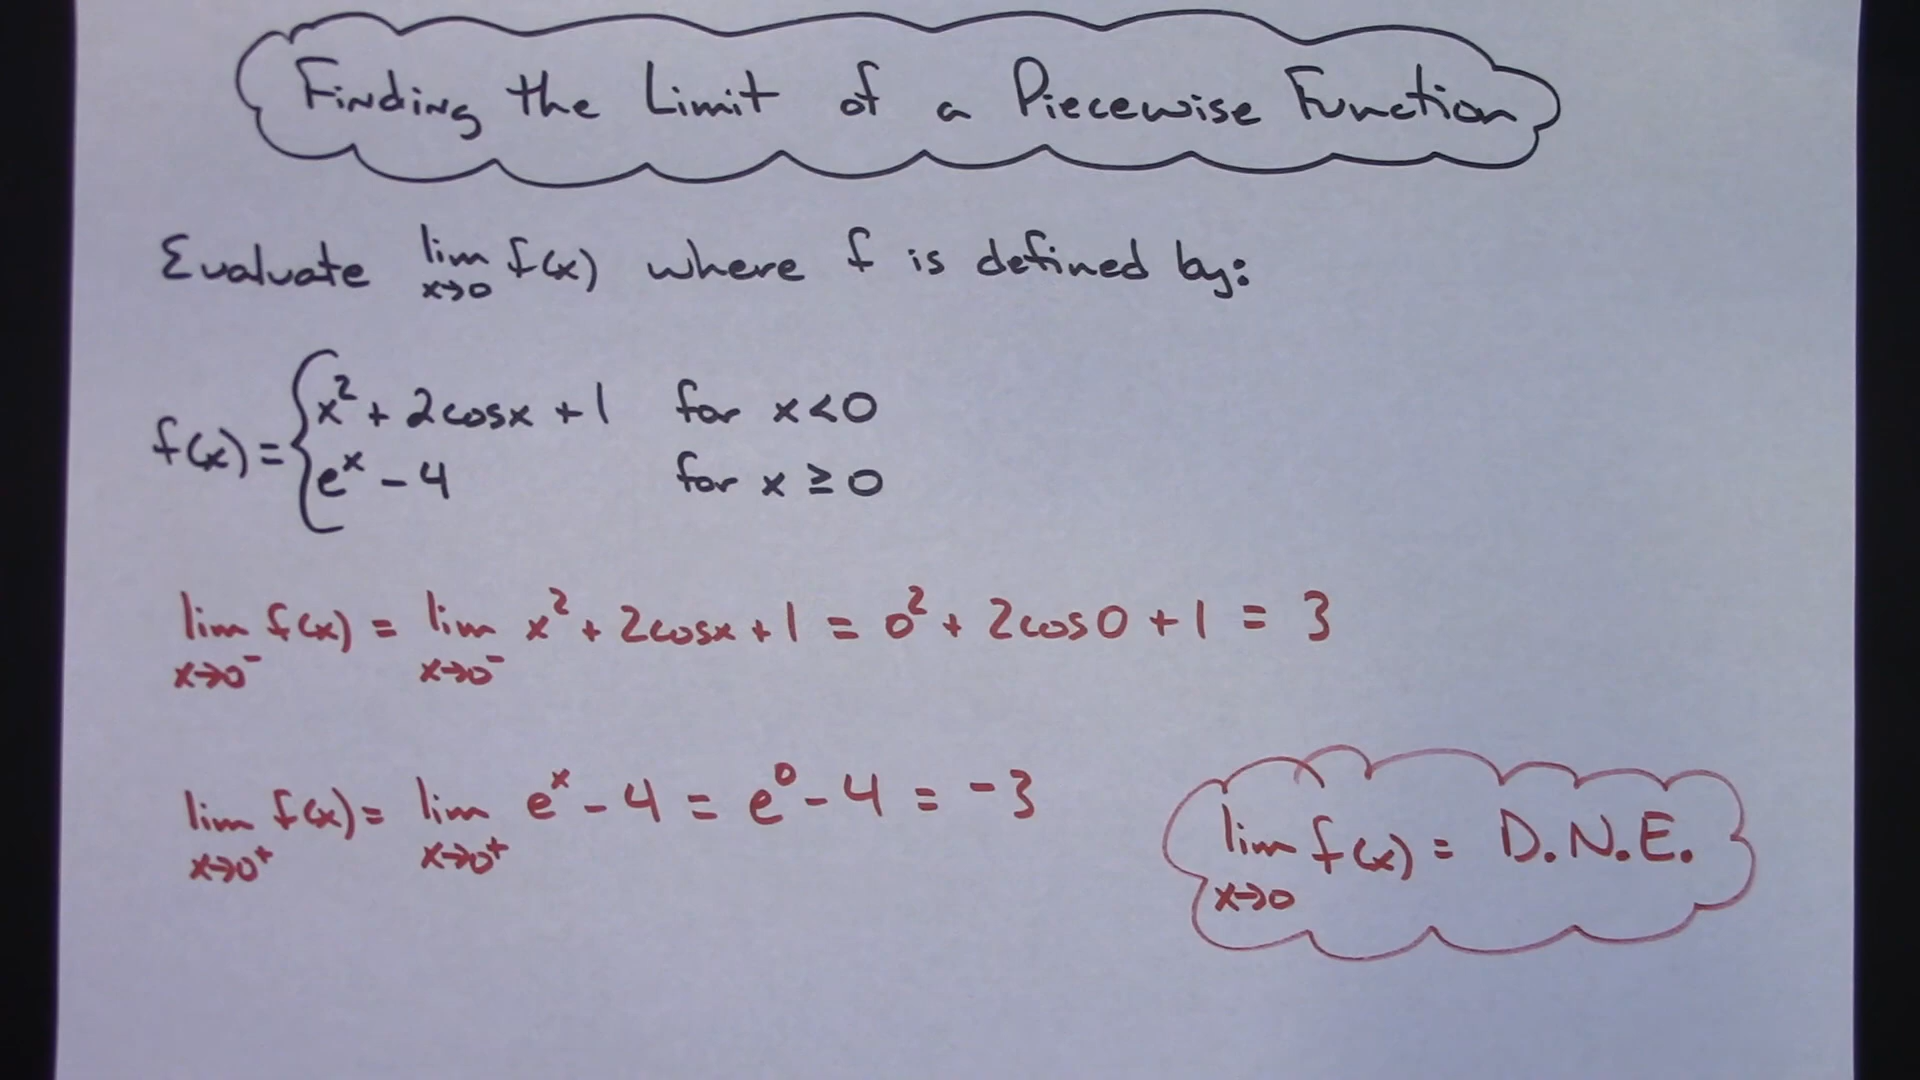 Finding the Limit of a Piecewise Function
Evaluate lim x→0 f(x) where f is defined by:
f(x) = { x² + 2cosx + 1 for x < 0
e^x - 4 for x ≥ 0
lim x→0⁻ f(x) = lim x→0⁻ x² + 2cosx + 1 = 0² + 2cos0 + 1 = 3
lim x→0⁺ f(x) = lim x→0⁺ e^x - 4 = e^0 - 4 = -3
lim x→0 f(x) = D.N.E.